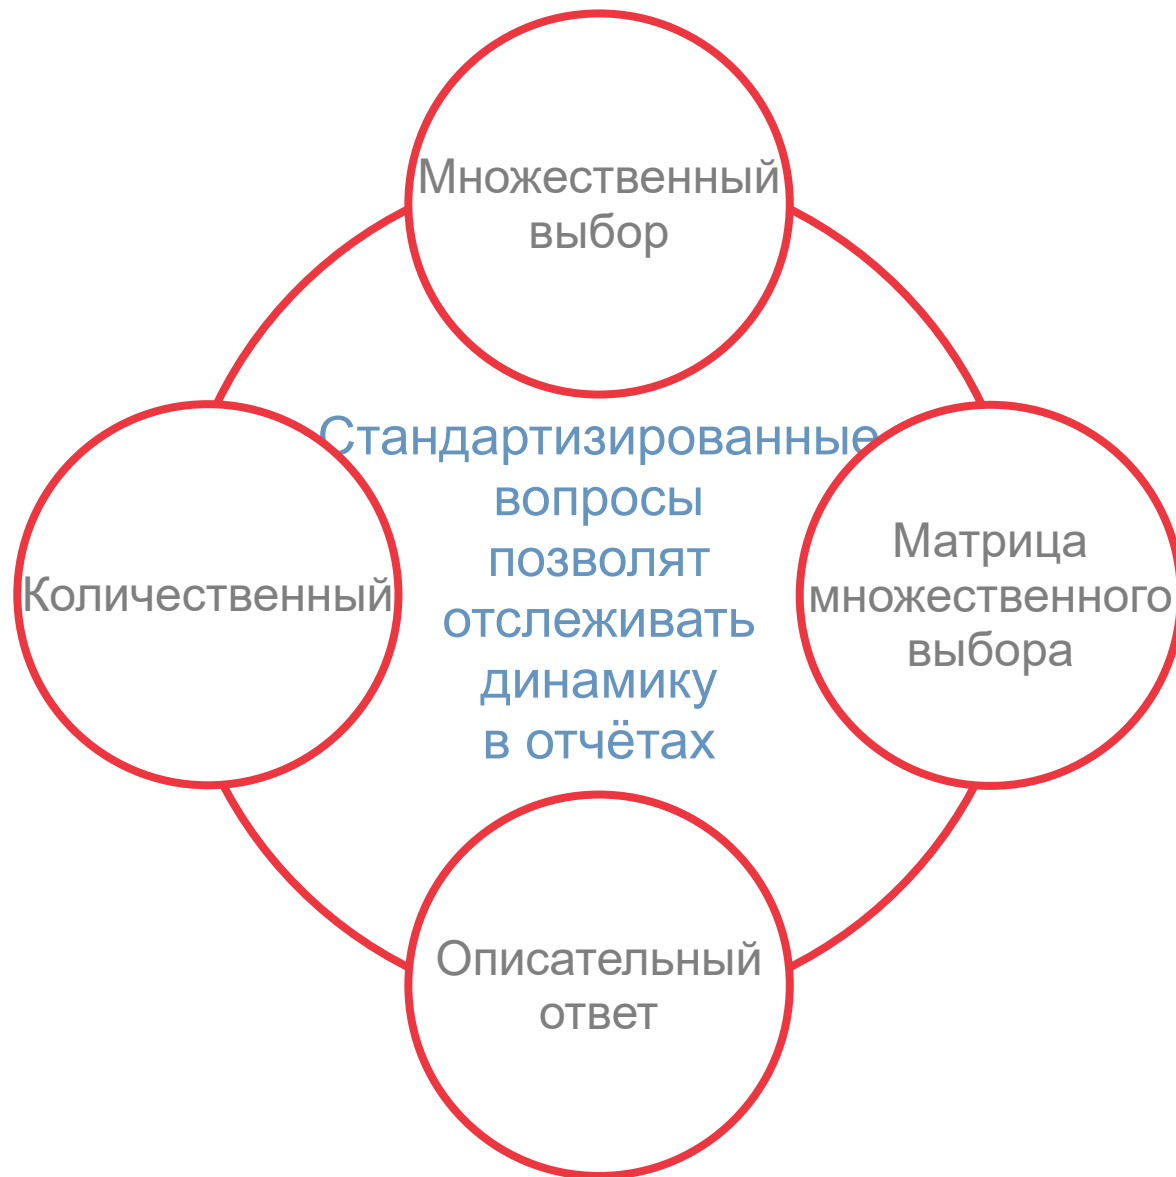 Множественный
выбор
Стандартизированные
вопросы
позволят
отслеживать
динамику
в отчётах
Количественный
Матрица
множественного
выбора
Описательный
ответ